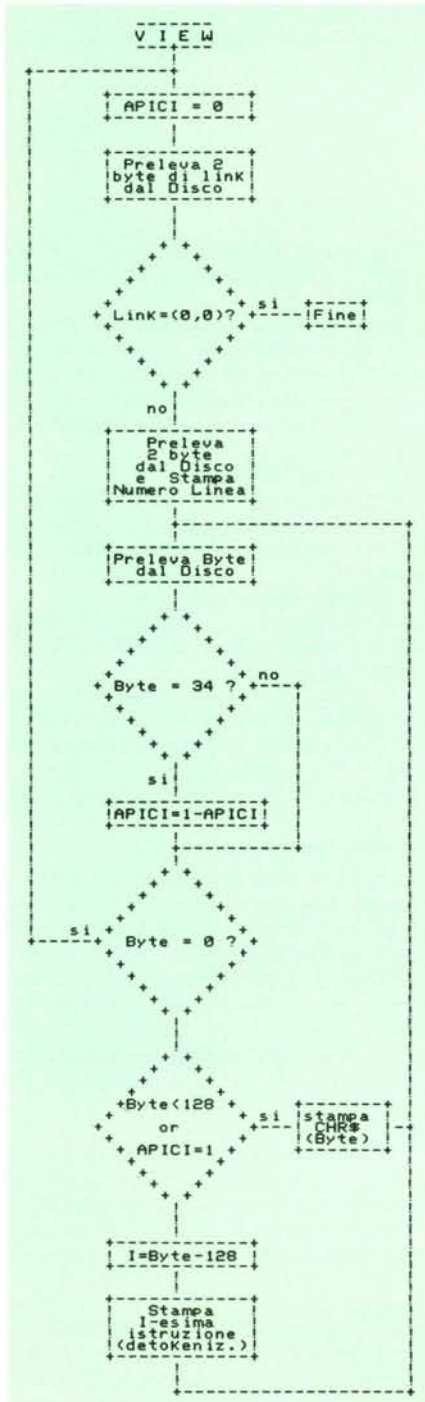 V I E W
APICI = 0
Preleva 2
byte di link
dal Disco
Link=(0,0)?
si
Fine
no
Preleva
2 byte
dal Disco
e Stampa
Numero Linea
Preleva Byte
dal Disco
Byte = 34 ?
no
si
APICI=1-APICI
si
Byte = 0 ?
Byte<128
or
APICI=1
si
stampa
CHR$
(Byte)
I=Byte-128
Stampa
I-esima
istruzione
(detokeniz.)